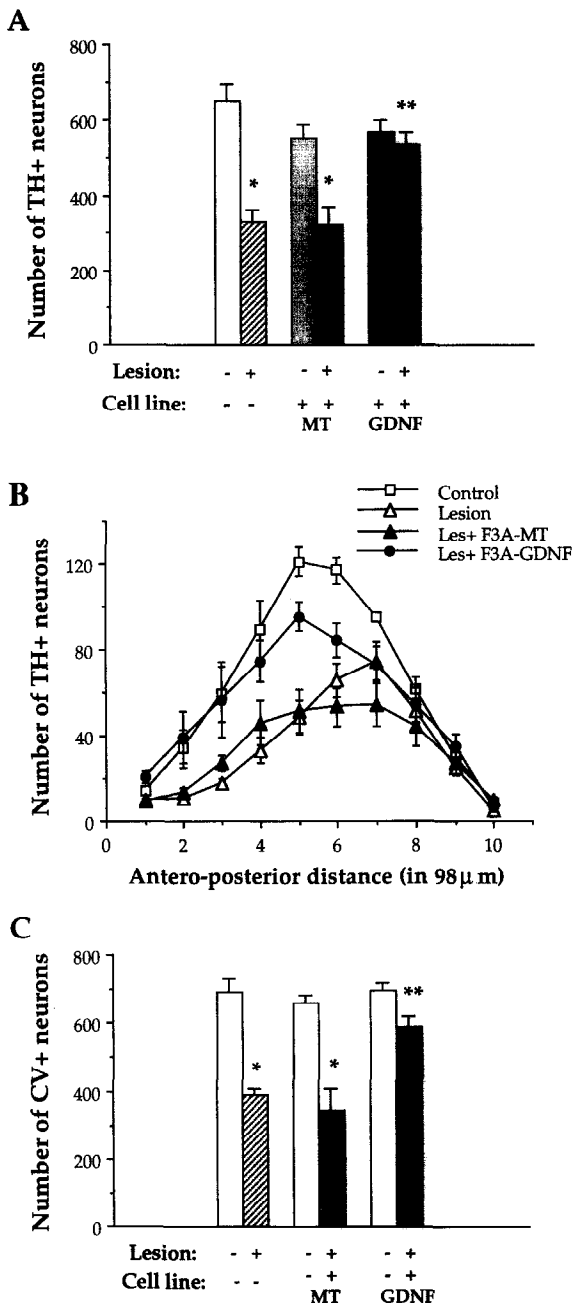 A
Number of TH+ neurons
800
600
400
200
0
*
*
**
Lesion: - + - + - +
Cell line: - - + + + +
MT GDNF
B
Number of TH+ neurons
120
80
40
0
Control
Lesion
Les+ F3A-MT
Les+ F3A-GDNF
0 2 4 6 8 10
Antero-posterior distance (in 98μm)
C
Number of CV+ neurons
800
600
400
200
0
*
*
**
Lesion: - + - + - +
Cell line: - - - + - +
MT GDNF